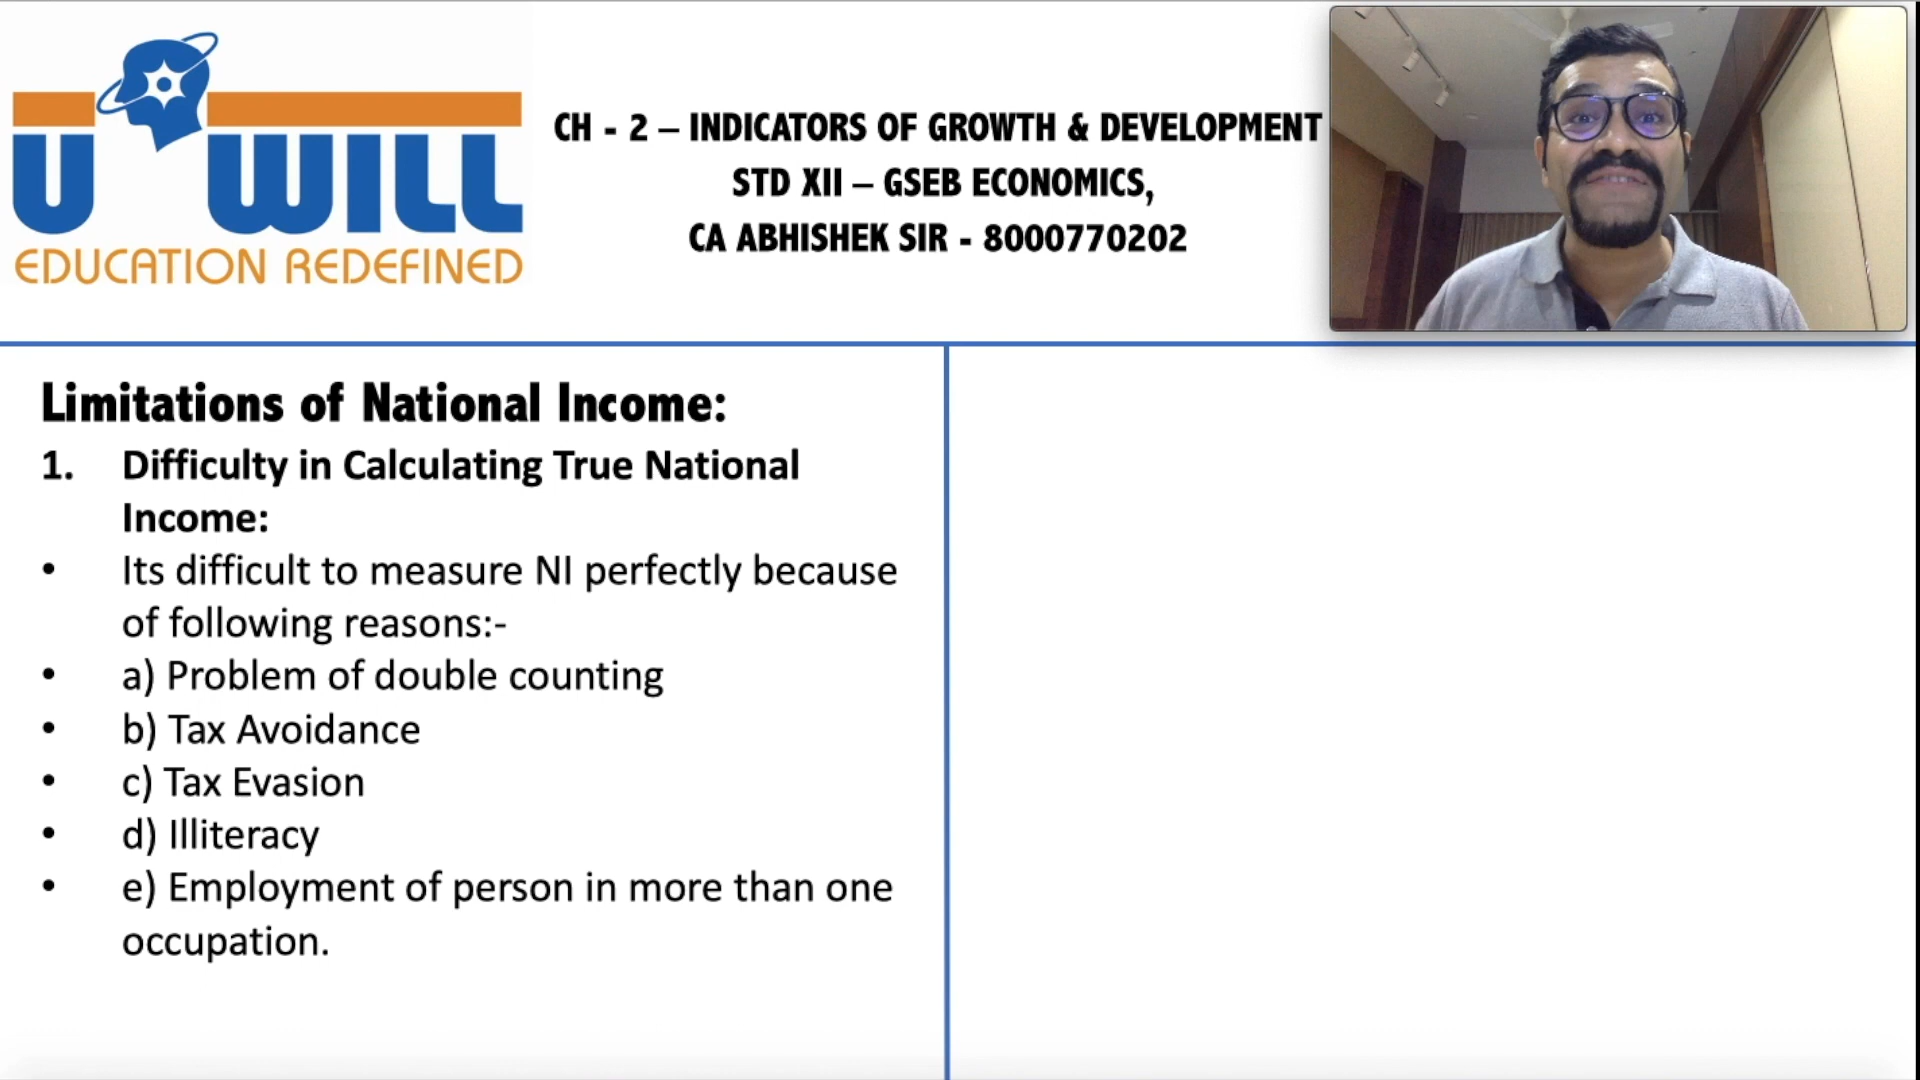 U WILL
EDUCATION REDEFINED
CH - 2 – INDICATORS OF GROWTH & DEVELOPMENT
STD XII – GSEB ECONOMICS,
CA ABHISHEK SIR - 8000770202
Limitations of National Income:
1. Difficulty in Calculating True National
Income:
• Its difficult to measure NI perfectly because
of following reasons:-
• a) Problem of double counting
• b) Tax Avoidance
• c) Tax Evasion
• d) Illiteracy
• e) Employment of person in more than one
occupation.